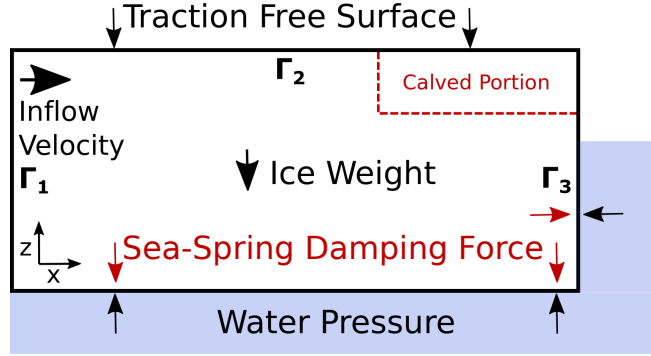 Traction Free Surface
Γ₂
Calved Portion
Inflow
Velocity
Γ₁
Ice Weight
Γ₃
z
x
Sea-Spring Damping Force
Water Pressure